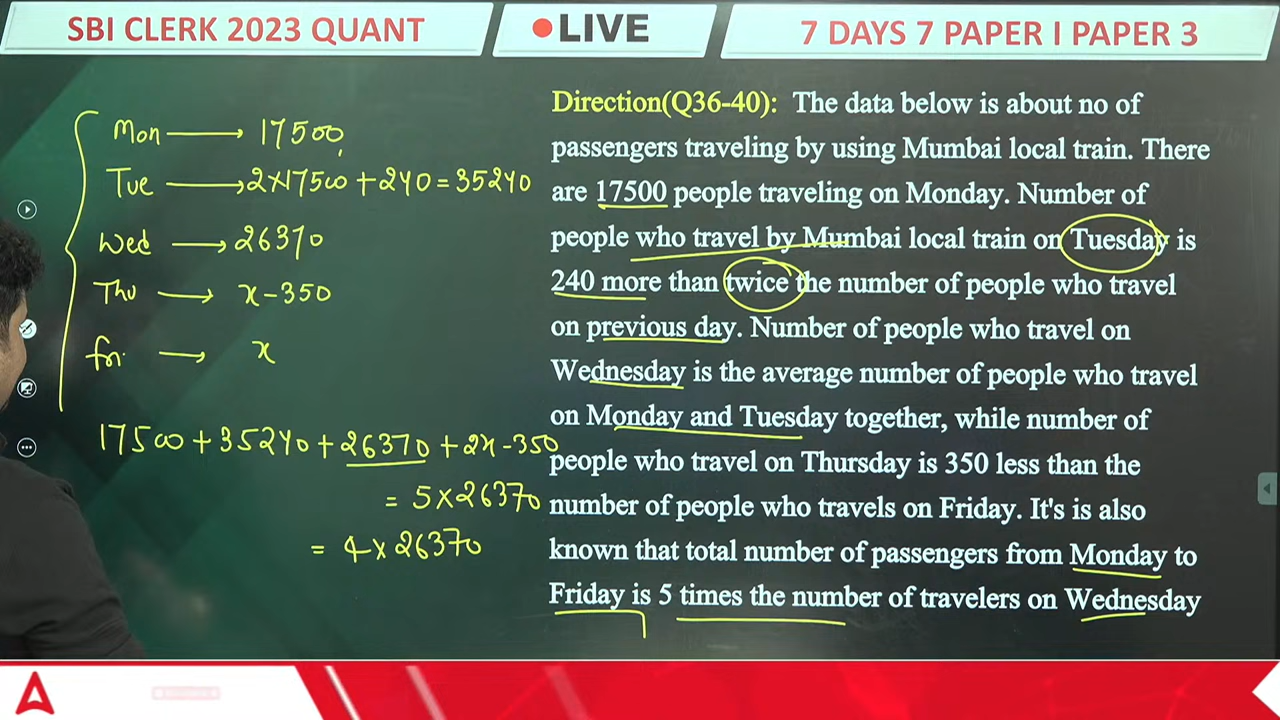 SBI CLERK 2023 QUANT
LIVE
7 DAYS 7 PAPER I PAPER 3
Mon → 17500
Tue → 2×17500 + 240 = 35240
Wed → 26370
Thu → x - 350
fri → x
17500 + 35240 + 26370 + 2x - 350
= 5 × 26370
= 4 × 26370
Direction(Q36-40): The data below is about no of
passengers traveling by using Mumbai local train. There
are 17500 people traveling on Monday. Number of
people who travel by Mumbai local train on Tuesday is
240 more than twice the number of people who travel
on previous day. Number of people who travel on
Wednesday is the average number of people who travel
on Monday and Tuesday together, while number of
people who travel on Thursday is 350 less than the
number of people who travels on Friday. It's is also
known that total number of passengers from Monday to
Friday is 5 times the number of travelers on Wednesday